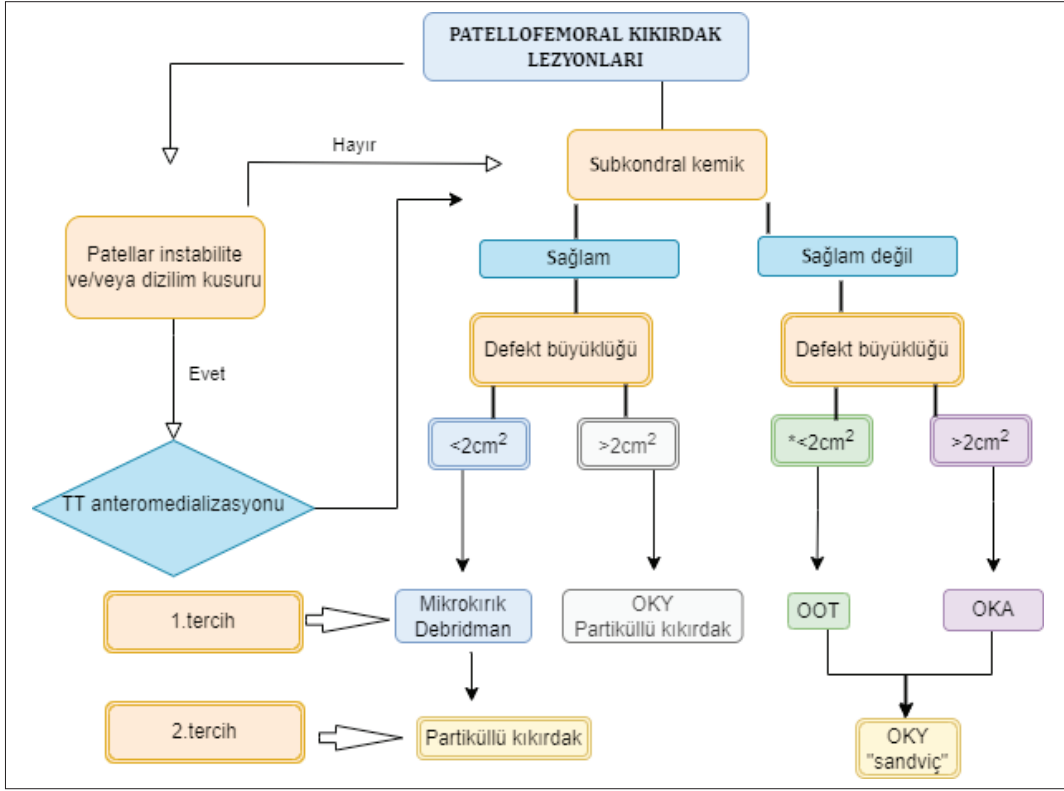 PATELLOFEMORAL KIKIRDAK
LEZYONLARI
Hayır
Subkondral kemik
Patellar instabilite
ve/veya dizilim kusuru
Sağlam
Sağlam değil
Evet
Defekt büyüklüğü
Defekt büyüklüğü
<2cm²
>2cm²
*<2cm²
>2cm²
TT anteromedializasyonu
1.tercih
Mikrokırık
Debridman
OKY
Partiküllü kıkırdak
OOT
OKA
2.tercih
Partiküllü kıkırdak
OKY
"sandviç"